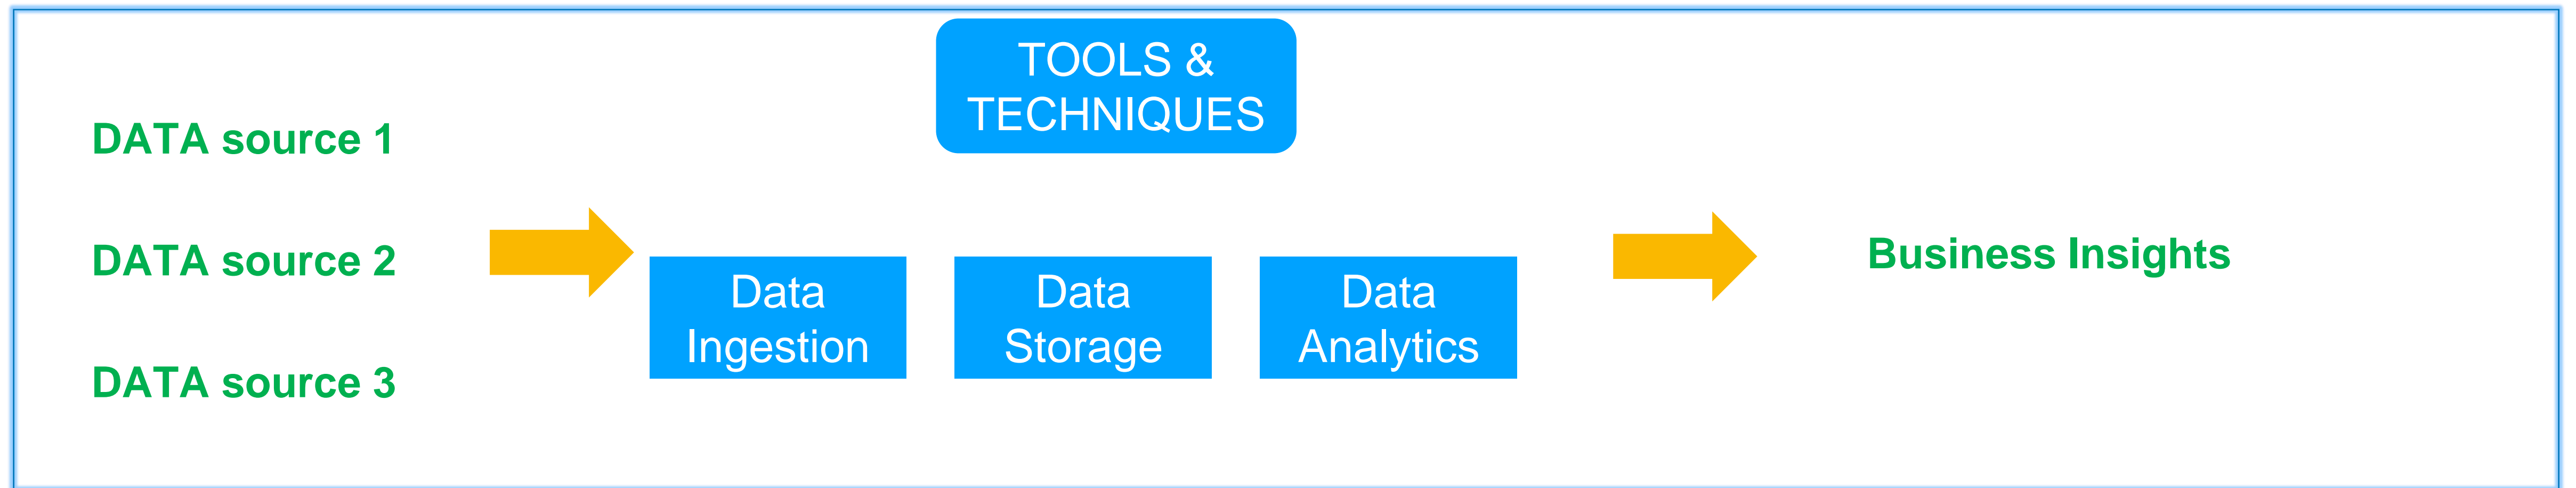 TOOLS &
TECHNIQUES
DATA source 1
DATA source 2
DATA source 3
Data
Ingestion
Data
Storage
Data
Analytics
Business Insights